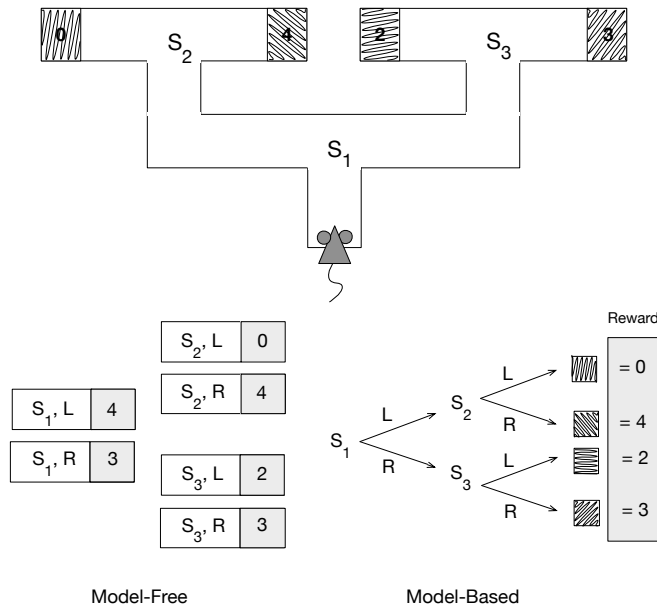 0 4 2 3
S2 S3
S1
Reward
S2, L 0
S2, R 4
S1, L 4
S1, R 3
S3, L 2
S3, R 3
L = 0
S2
L R = 4
S1
R L = 2
S3
R = 3
Model-Free Model-Based